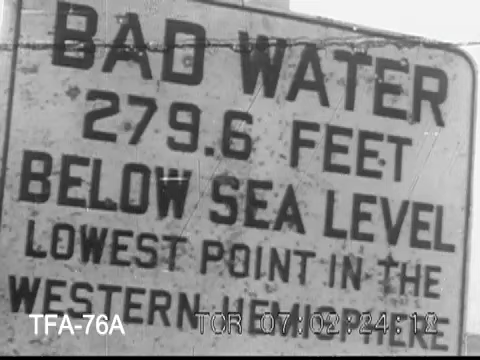 BAD WATER
279.6 FEET
BELOW SEA LEVEL
LOWEST POINT IN THE
WESTERN HEMISPHERE
TFA-76A
TCR 07:02:24:12